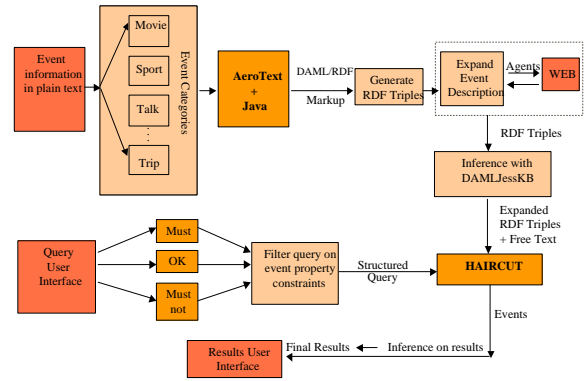 Event
information
in plain text
Movie
Sport
Talk
Trip
Event Categories
AeroText
+
Java
DAML/RDF
Markup
Generate
RDF Triples
Expand
Event
Description
Agents
WEB
RDF Triples
Inference with
DAMLJessKB
Expanded
RDF Triples
+ Free Text
Query
User
Interface
Must
OK
Must
not
Filter query on
event property
constraints
Structured
Query
HAIRCUT
Events
Inference on results
Final Results
Results User
Interface